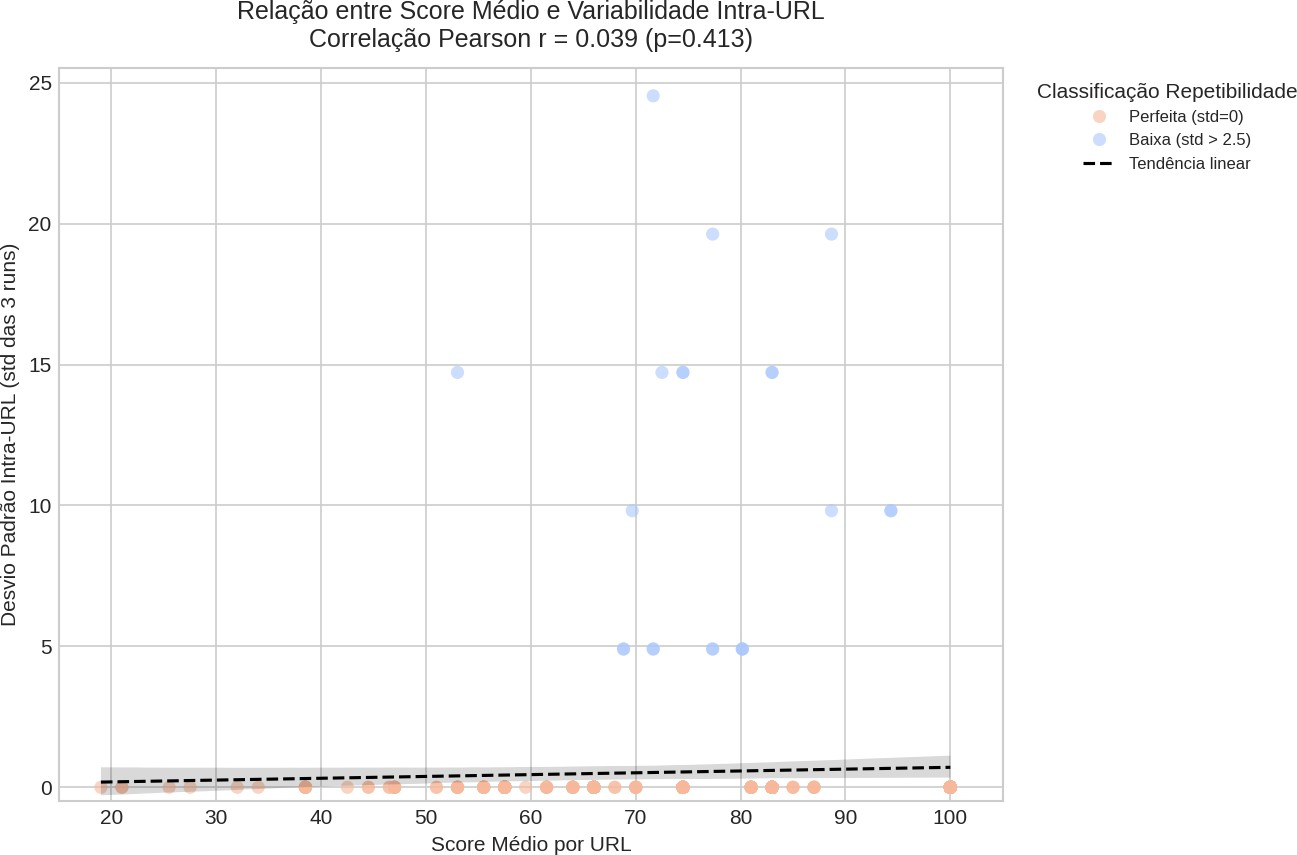 Relação entre Score Médio e Variabilidade Intra-URL
Correlação Pearson r = 0.039 (p=0.413)
25
20
15
10
5
0
Desvio Padrão Intra-URL (std das 3 runs)
20 30 40 50 60 70 80 90 100
Score Médio por URL
Classificação Repetibilidade
Perfeita (std=0)
Baixa (std > 2.5)
Tendência linear